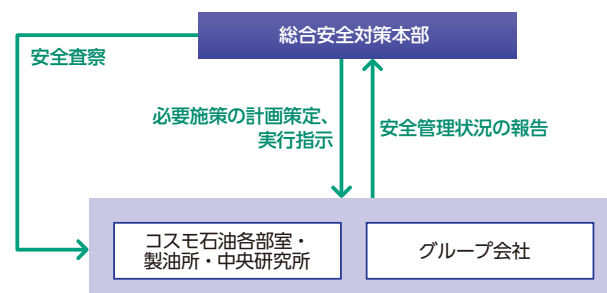 総合安全対策本部
安全査察
必要施策の計画策定、
実行指示
安全管理状況の報告
コスモ石油各部室・
製油所・中央研究所
グループ会社